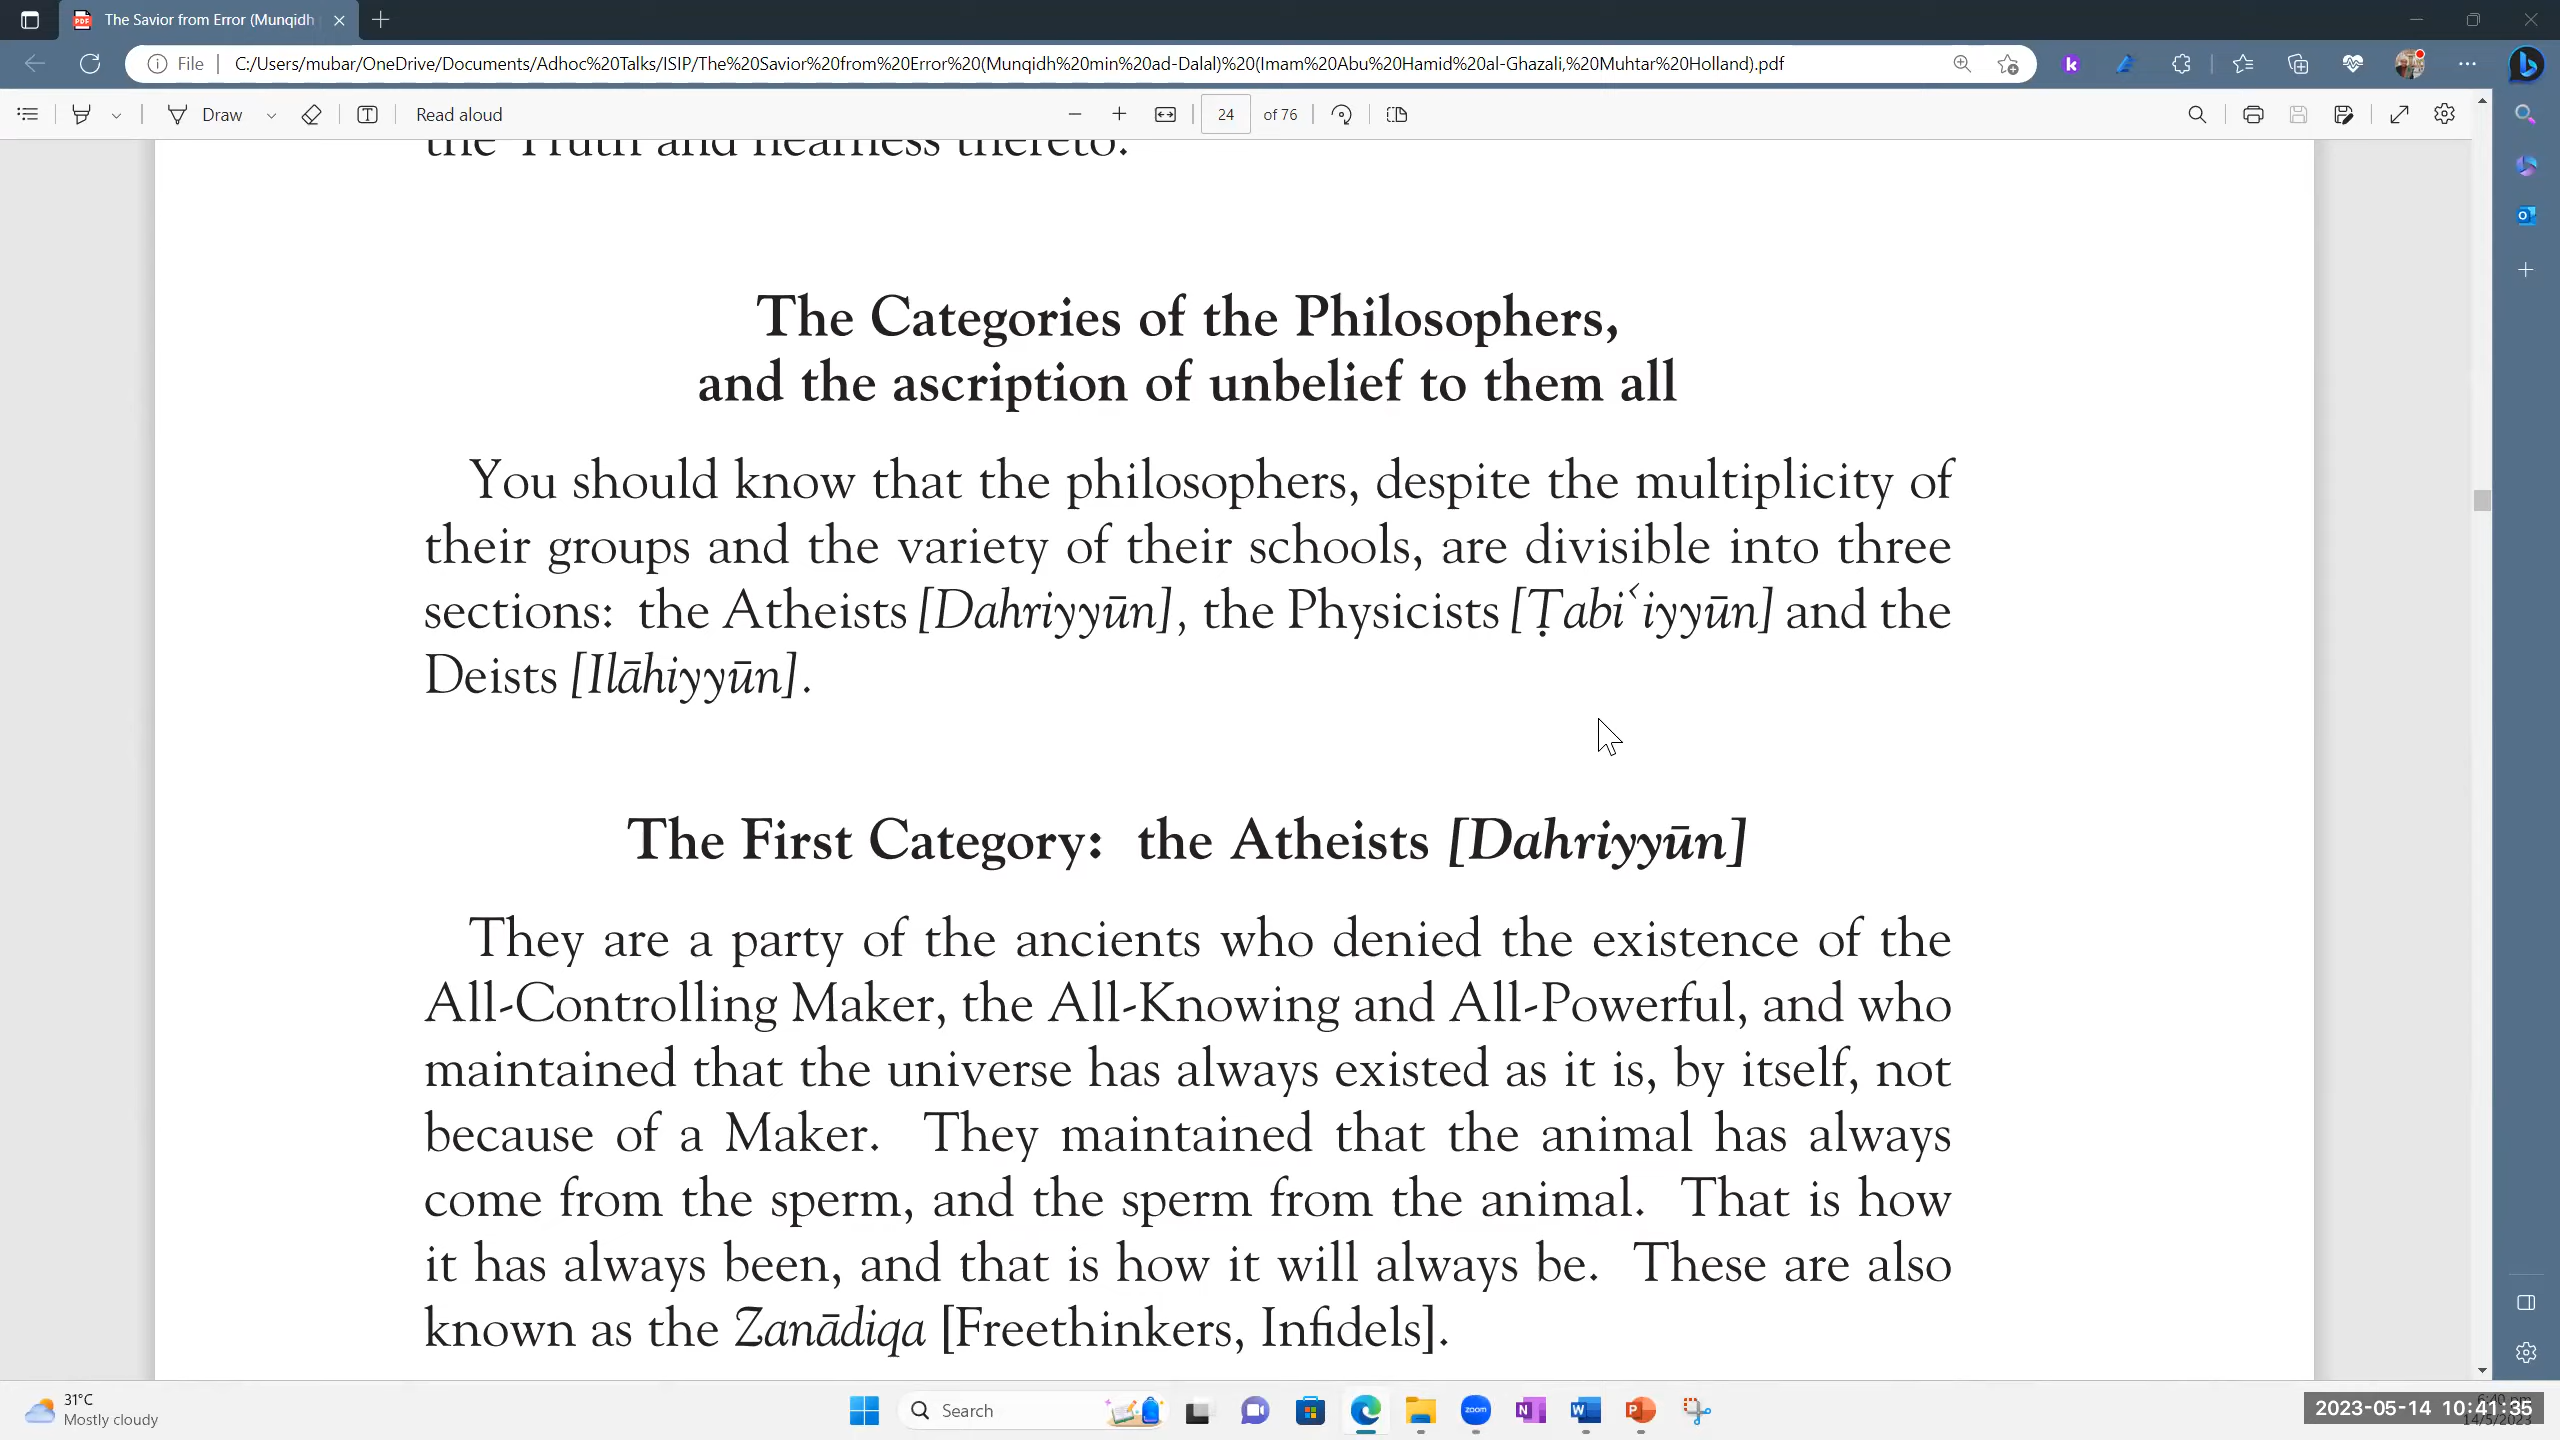 The Savior from Error (Munqidh
File
C:/Users/mubar/OneDrive/Documents/Adhoc%20Talks/ISIP/The%20Savior%20from%20Error%20(Munqidh%20min%20ad-Dalal)%20(Imam%20Abu%20Hamid%20al-Ghazali,%20Muhtar%20Holland).pdf
Draw
Read aloud
24 of 76
the Truth and nearness thereto.
The Categories of the Philosophers,
and the ascription of unbelief to them all
You should know that the philosophers, despite the multiplicity of
their groups and the variety of their schools, are divisible into three
sections: the Atheists [Dahriyyūn], the Physicists [Ṭabiʿiyyūn] and the
Deists [Ilāhiyyūn].
The First Category: the Atheists [Dahriyyūn]
They are a party of the ancients who denied the existence of the
All-Controlling Maker, the All-Knowing and All-Powerful, and who
maintained that the universe has always existed as it is, by itself, not
because of a Maker. They maintained that the animal has always
come from the sperm, and the sperm from the animal. That is how
it has always been, and that is how it will always be. These are also
known as the Zanādiqa [Freethinkers, Infidels].
31°C
Mostly cloudy
Search
zoom
2023-05-14 10:41:35